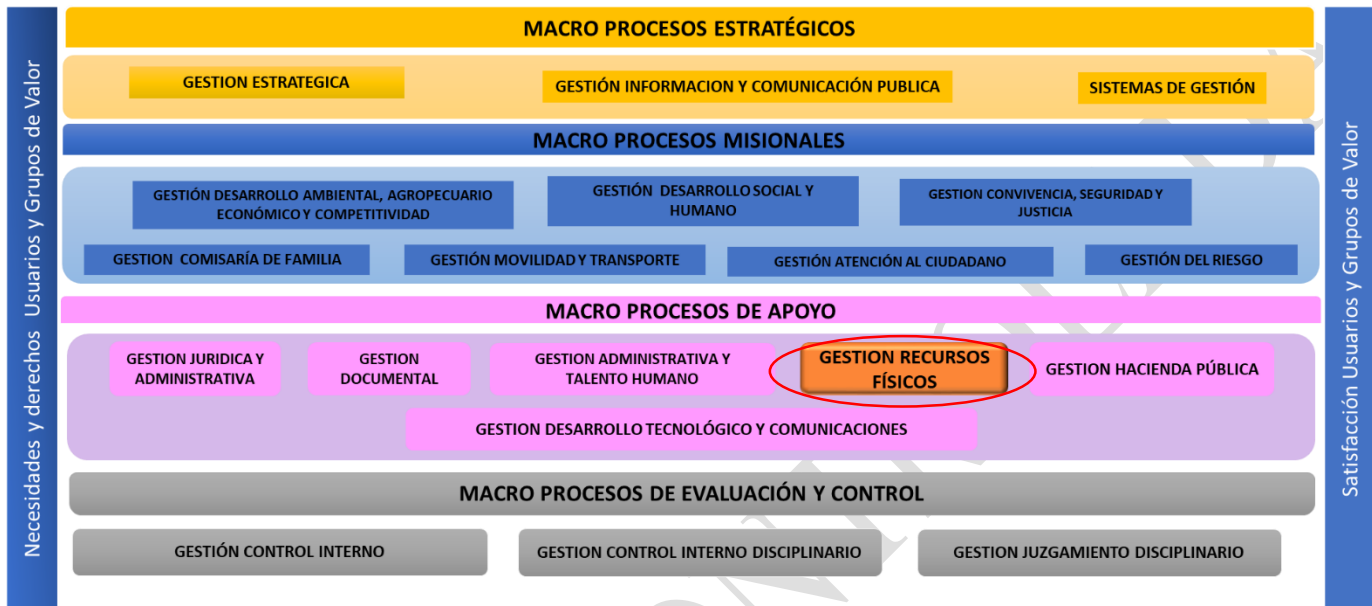 Necesidades y derechos Usuarios y Grupos de Valor
MACRO PROCESOS ESTRATÉGICOS
GESTION ESTRATEGICA
GESTIÓN INFORMACION Y COMUNICACIÓN PUBLICA
SISTEMAS DE GESTIÓN
MACRO PROCESOS MISIONALES
GESTIÓN DESARROLLO AMBIENTAL, AGROPECUARIO
ECONÓMICO Y COMPETITIVIDAD
GESTIÓN DESARROLLO SOCIAL Y
HUMANO
GESTION CONVIVENCIA, SEGURIDAD Y
JUSTICIA
GESTION COMISARÍA DE FAMILIA
GESTIÓN MOVILIDAD Y TRANSPORTE
GESTIÓN ATENCIÓN AL CIUDADANO
GESTIÓN DEL RIESGO
MACRO PROCESOS DE APOYO
GESTION JURIDICA Y
ADMINISTRATIVA
GESTION
DOCUMENTAL
GESTION ADMINISTRATIVA Y
TALENTO HUMANO
GESTION RECURSOS
FÍSICOS
GESTION HACIENDA PÚBLICA
GESTION DESARROLLO TECNOLÓGICO Y COMUNICACIONES
MACRO PROCESOS DE EVALUACIÓN Y CONTROL
GESTIÓN CONTROL INTERNO
GESTION CONTROL INTERNO DISCIPLINARIO
GESTION JUZGAMIENTO DISCIPLINARIO
Satisfacción Usuarios y Grupos de Valor